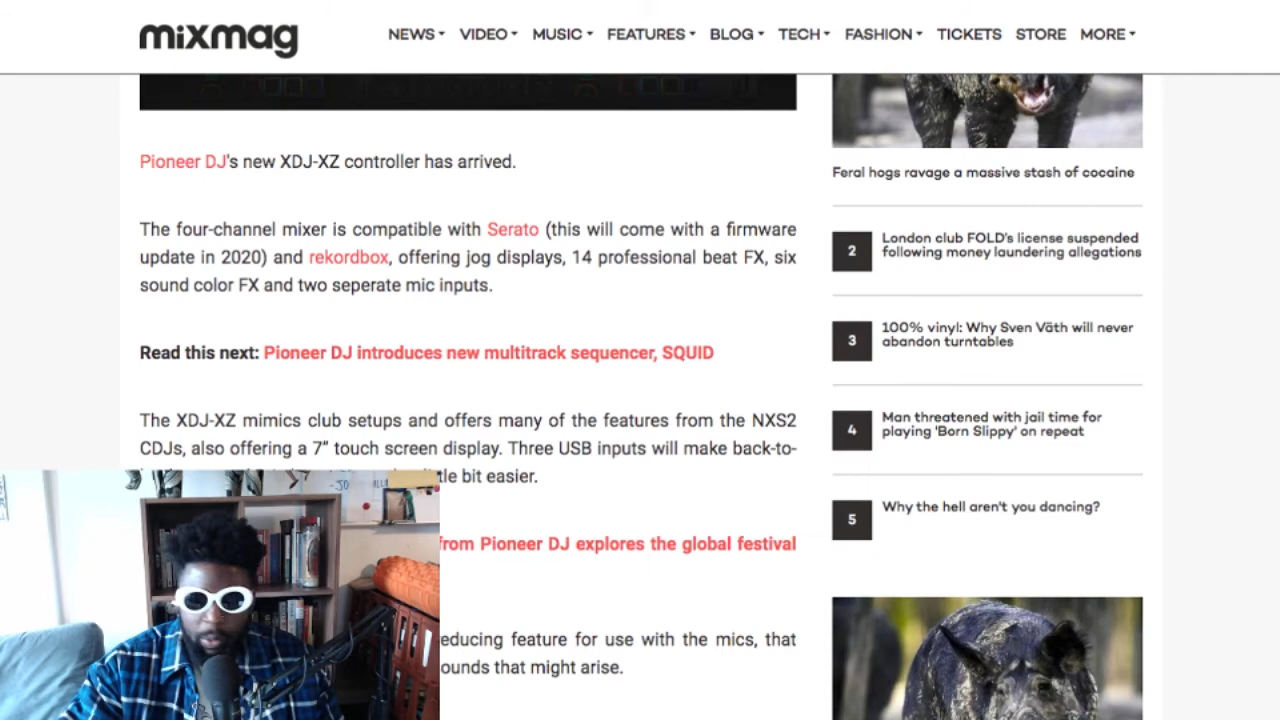 mixmag
NEWS VIDEO MUSIC FEATURES BLOG TECH FASHION TICKETS STORE MORE
Pioneer DJ's new XDJ-XZ controller has arrived.
The four-channel mixer is compatible with Serato (this will come with a firmware
update in 2020) and rekordbox, offering jog displays, 14 professional beat FX, six
sound color FX and two seperate mic inputs.
Read this next: Pioneer DJ introduces new multitrack sequencer, SQUID
The XDJ-XZ mimics club setups and offers many of the features from the NXS2
CDJs, also offering a 7” touch screen display. Three USB inputs will make back-to-
bit easier.
from Pioneer DJ explores the global festival
feature for use with the mics, that
that might arise.
Feral hogs ravage a massive stash of cocaine
2
London club FOLD's license suspended
following money laundering allegations
3
100% vinyl: Why Sven Väth will never
abandon turntables
4
Man threatened with jail time for
playing 'Born Slippy' on repeat
5
Why the hell aren't you dancing?